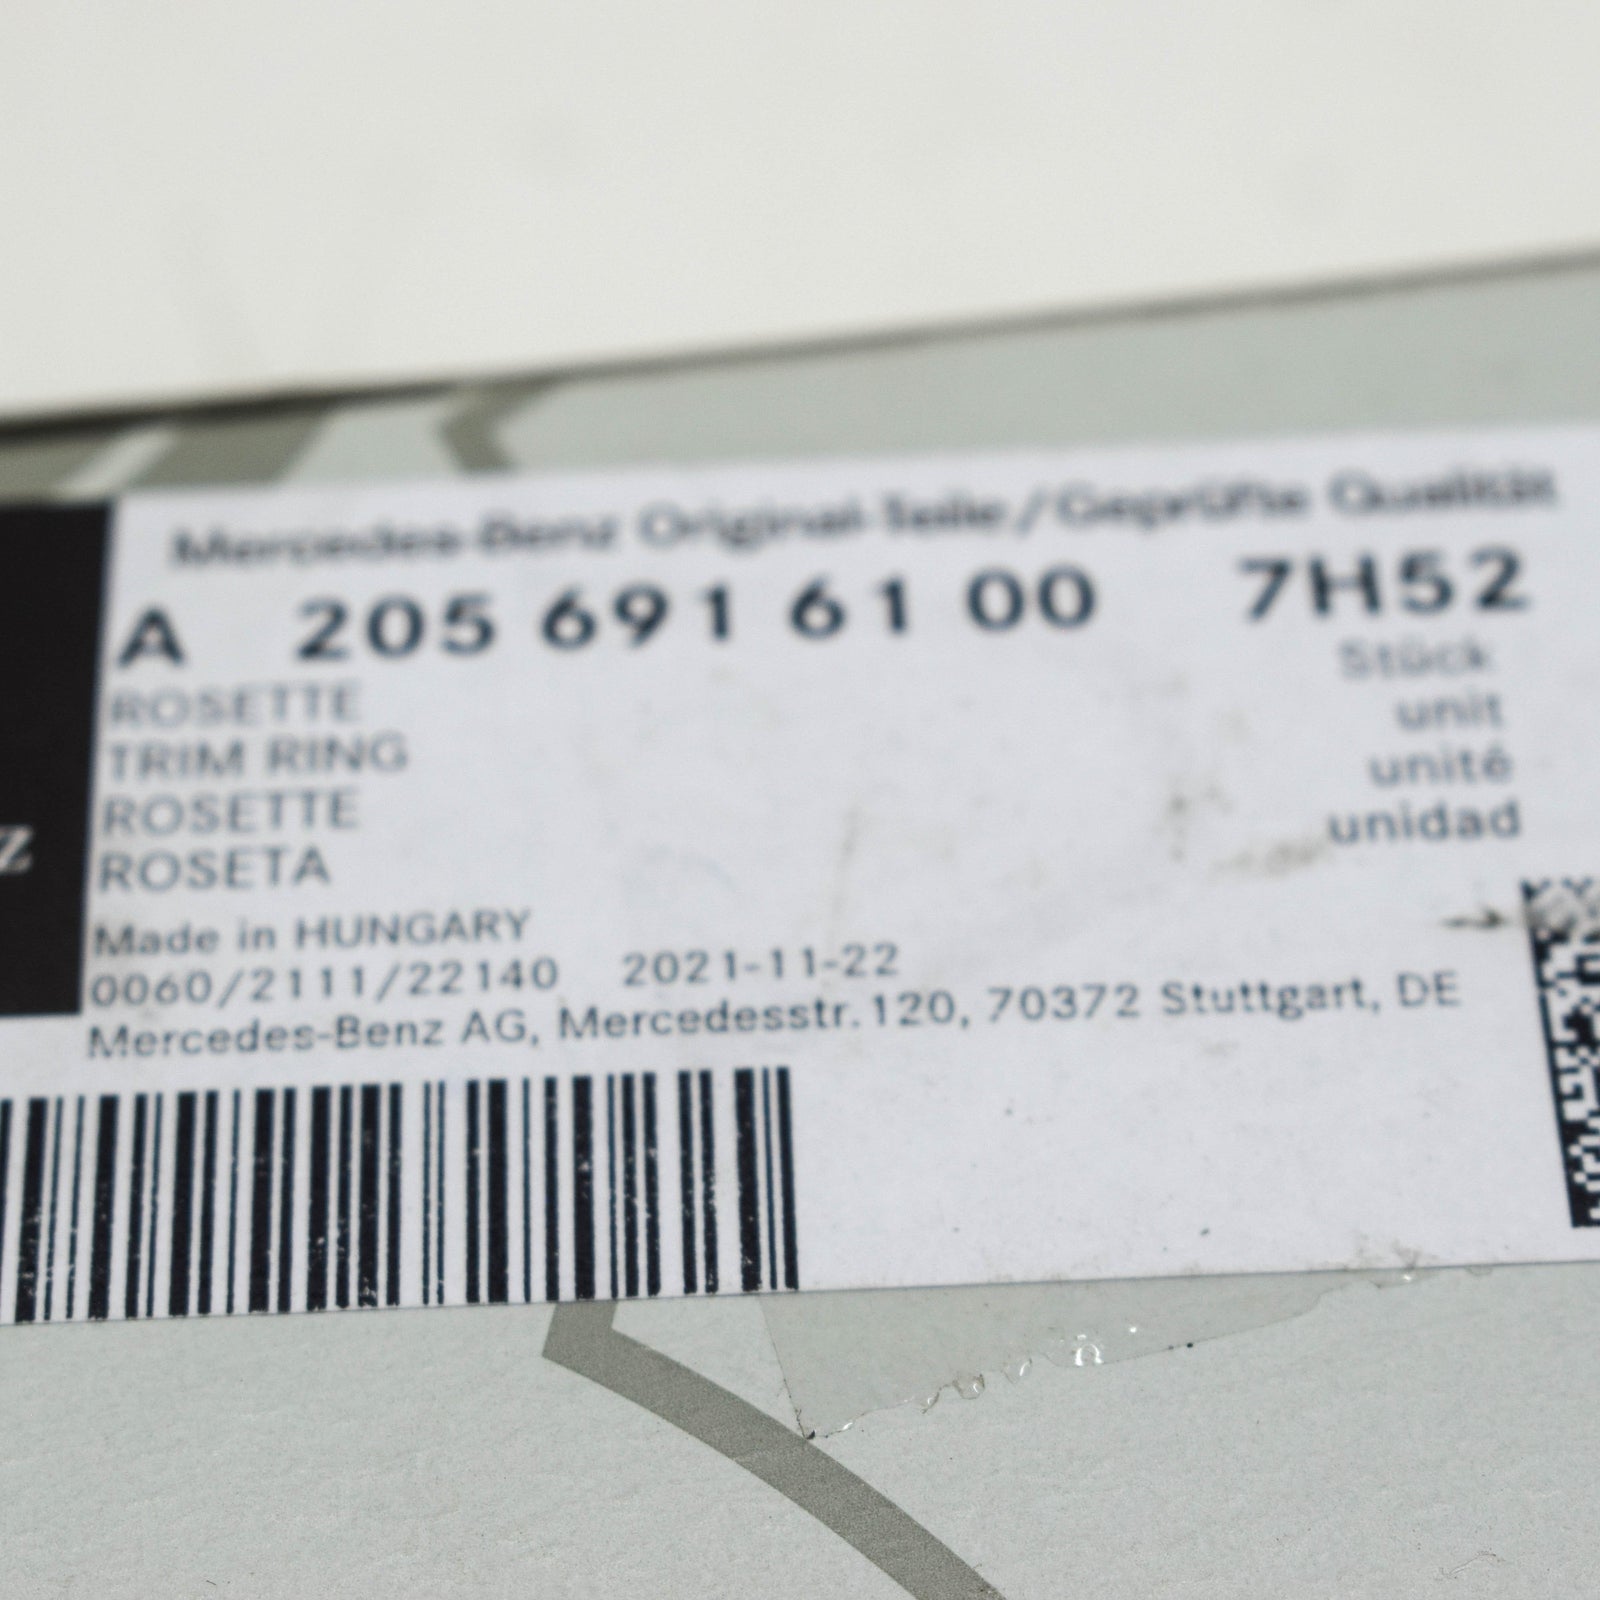 Mercedes-Benz Original-Teile/Geprüfte Qualität
A 205 691 61 00 7H52
ROSETTE
TRIM RING
ROSETTE
ROSETA
Stück
unit
unité
unidad
Z
Made in HUNGARY
0060/2111/22140 2021-11-22
Mercedes-Benz AG, Mercedesstr.120, 70372 Stuttgart, DE